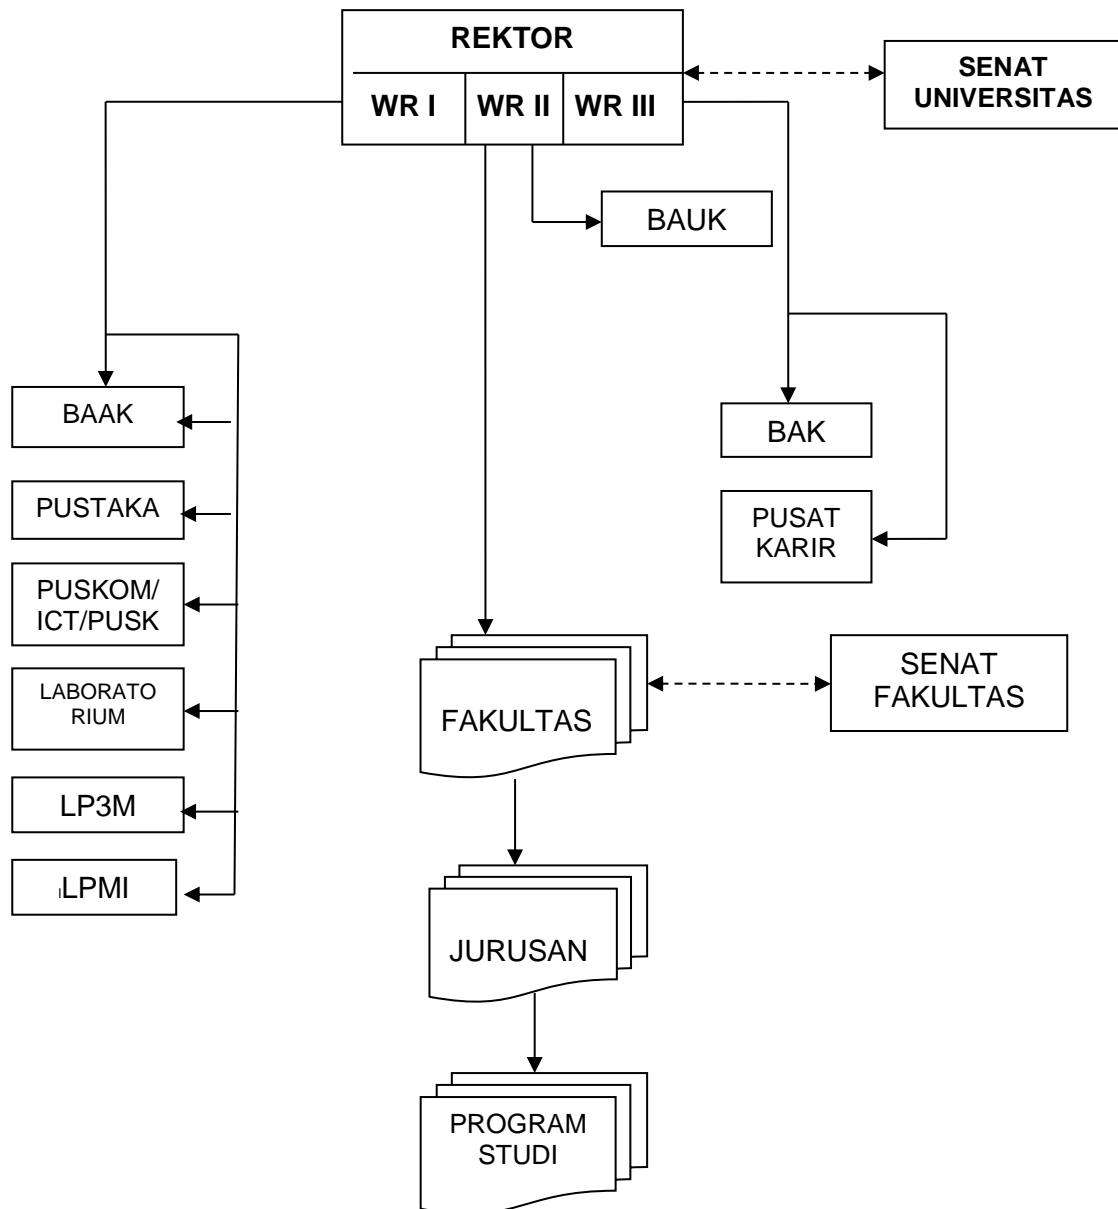 REKTOR
WR I WR II WR III
SENAT
UNIVERSITAS
BAUK
BAAK
BAK
PUSTAKA
PUSAT
KARIR
PUSKOM/
ICT/PUSK
SENAT
FAKULTAS
LABORATO
RIUM
FAKULTAS
LP3M
LPMI
JURUSAN
PROGRAM
STUDI